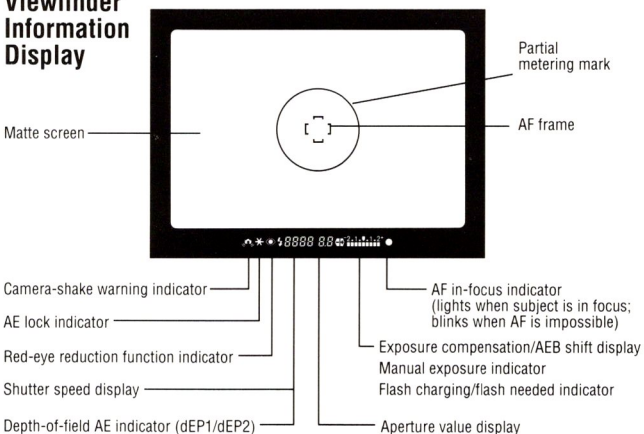 Viewfinder
Information
Display
Partial
metering mark
AF frame
Matte screen
8888 8.8
Camera-shake warning indicator
AE lock indicator
Red-eye reduction function indicator
Shutter speed display
Depth-of-field AE indicator (dEP1/dEP2)
AF in-focus indicator
(lights when subject is in focus;
blinks when AF is impossible)
Exposure compensation/AEB shift display
Manual exposure indicator
Flash charging/flash needed indicator
Aperture value display